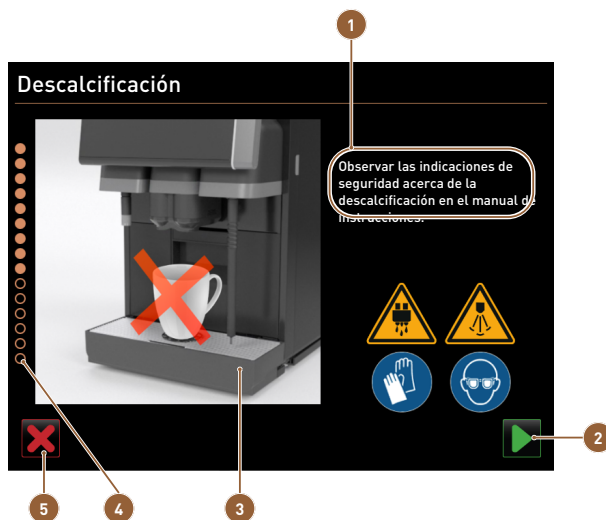 1
Descalcificación
Observar las indicaciones de
seguridad acerca de la
descalcificación en el manual de
instrucciones.
2
5
4
3